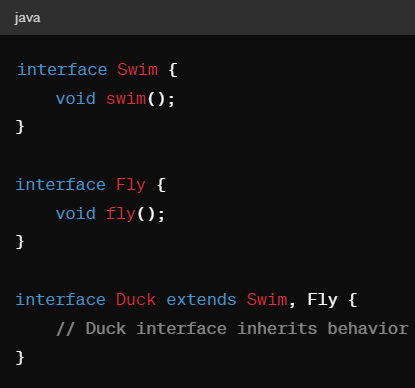 java
interface Swim {
    void swim();
}
interface Fly {
    void fly();
}
interface Duck extends Swim, Fly {
    // Duck interface inherits behavior
}